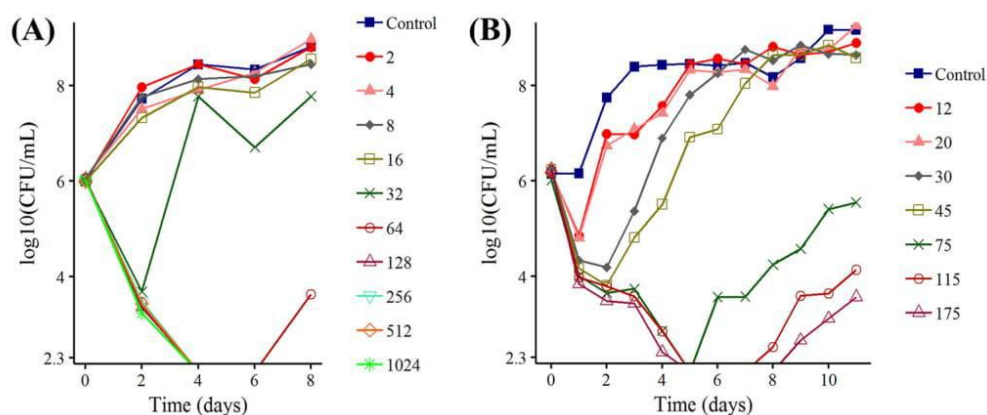 (A)
log10(CFU/mL)
8
6
4
2.3
0 2 4 6 8
Time (days)
Control
2
4
8
16
32
64
128
256
512
1024
(B)
log10(CFU/mL)
8
6
4
2.3
0 2 4 6 8 10
Time (days)
Control
12
20
30
45
75
115
175